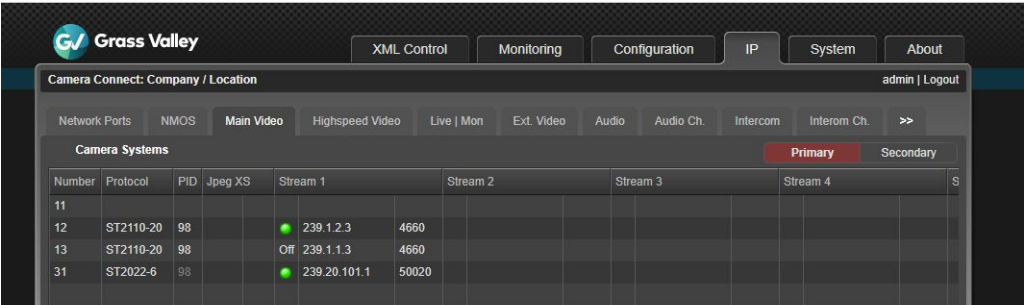 GV Grass Valley
XML Control Monitoring Configuration IP System About
Camera Connect: Company / Location admin | Logout
Network Ports NMOS Main Video Highspeed Video Live | Mon Ext. Video Audio Audio Ch. Intercom Interom Ch. >>
Camera Systems Primary Secondary
Number Protocol PID Jpeg XS Stream 1 Stream 2 Stream 3 Stream 4 S
11
12 ST2110-20 98 239.1.2.3 4660
13 ST2110-20 98 Off 239.1.1.3 4660
31 ST2022-6 98 239.20.101.1 50020